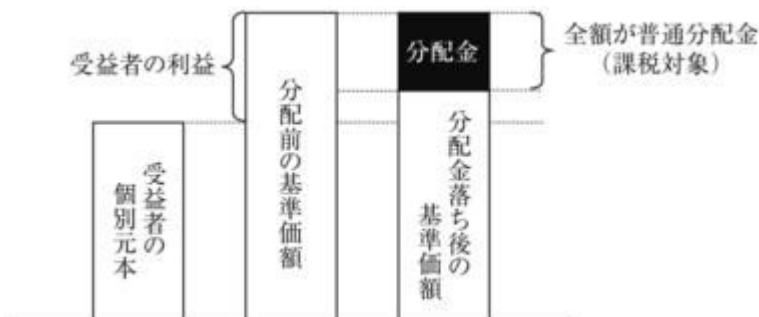 受益者の利益
受益者の
個別元本
分配前の基準価額
分配金
分配金落ち後の
基準価額
全額が普通分配金
（課税対象）